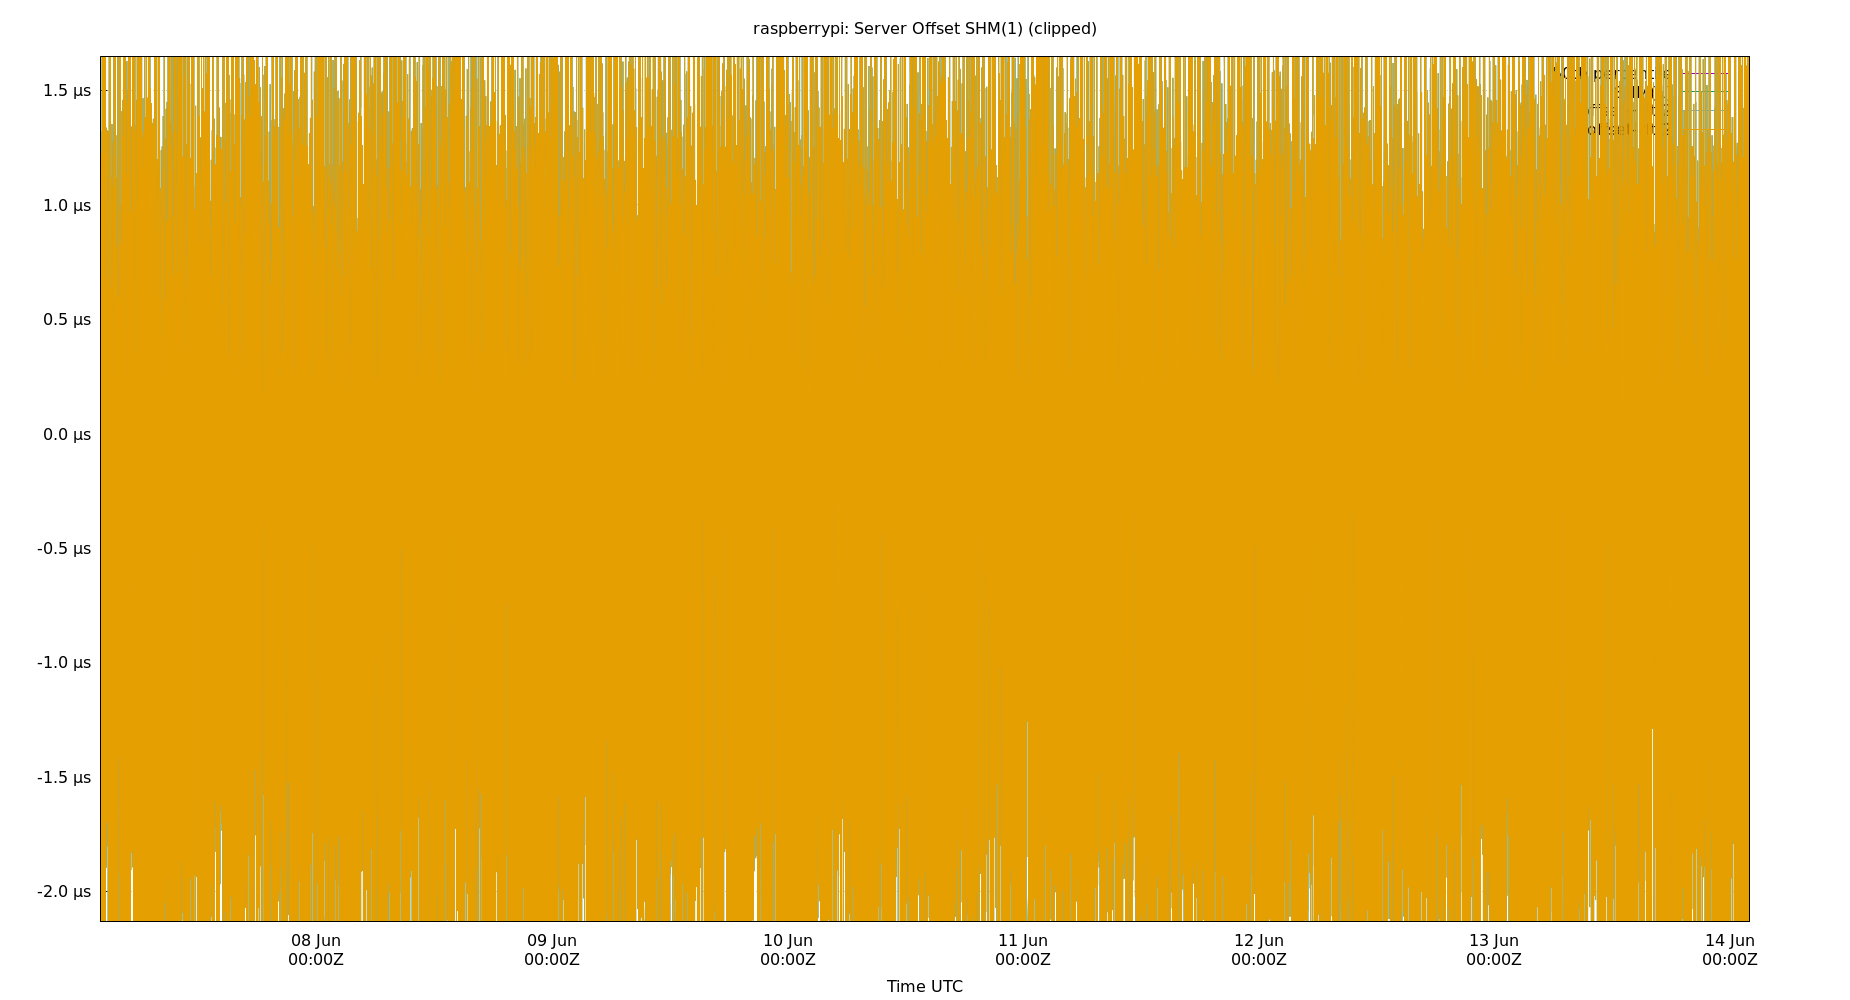 raspberrypi: Server Offset SHM(1) (clipped)
1.5 µs
1.0 µs
0.5 µs
0.0 µs
-0.5 µs
-1.0 µs
-1.5 µs
-2.0 µs
08 Jun 09 Jun 10 Jun 11 Jun 12 Jun 13 Jun 14 Jun
00:00Z 00:00Z 00:00Z 00:00Z 00:00Z 00:00Z 00:00Z
Time UTC